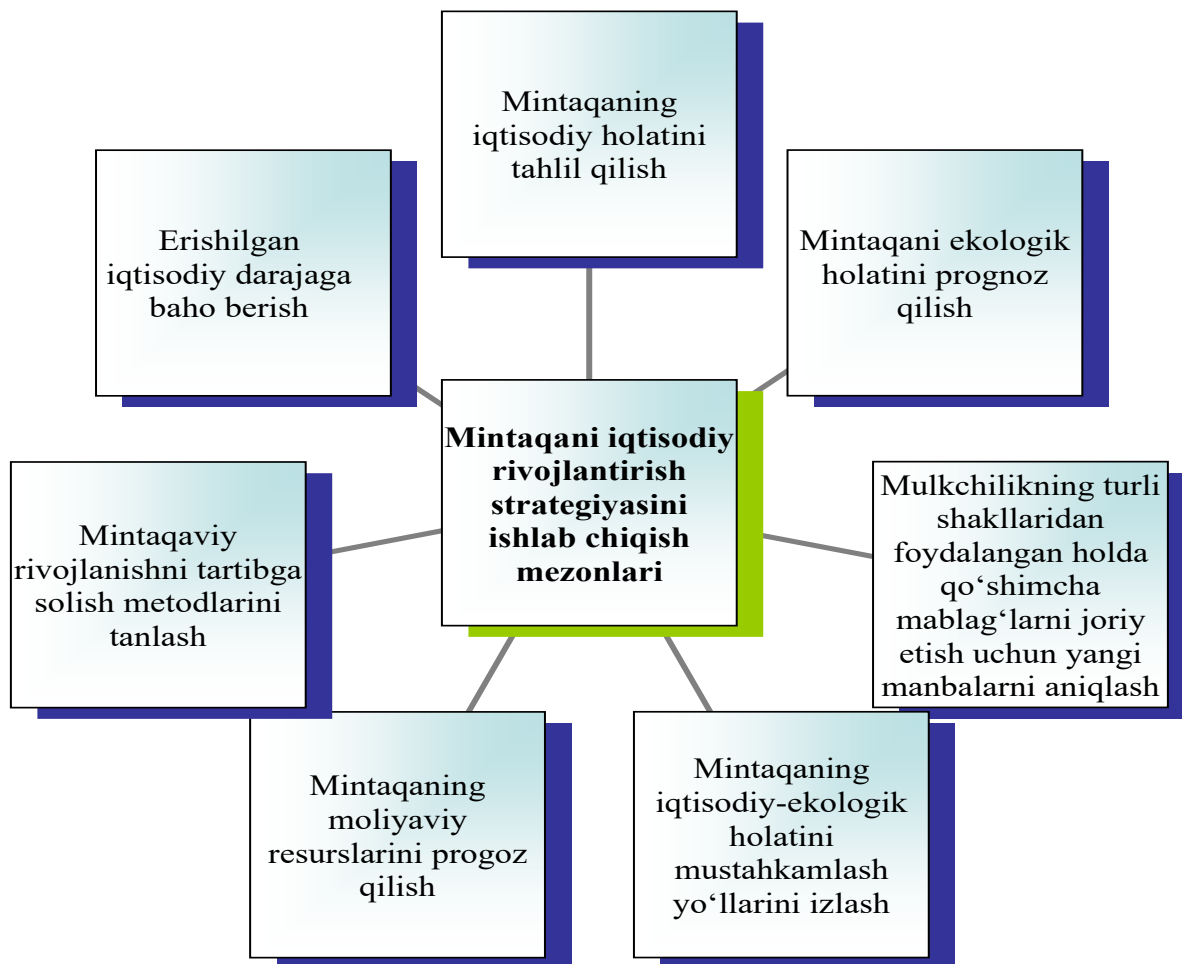 Mintaqaning
iqtisodiy holatini
tahlil qilish
Erishilgan
iqtisodiy darajaga
baho berish
Mintaqani ekologik
holatini prognoz
qilish
Mintaqani iqtisodiy
rivojlantirish
strategiyasini
ishlab chiqish
mezonlari
Mintaqaviy
rivojlanishni tartibga
solish metodlarini
tanlash
Mulkchilikning turli
shakllaridan
foydalangan holda
qo‘shimcha
mablag‘larni joriy
etish uchun yangi
manbalarni aniqlash
Mintaqaning
moliyaviy
resurslarini progoz
qilish
Mintaqaning
iqtisodiy-ekologik
holatini
mustahkamlash
yo‘llarini izlash